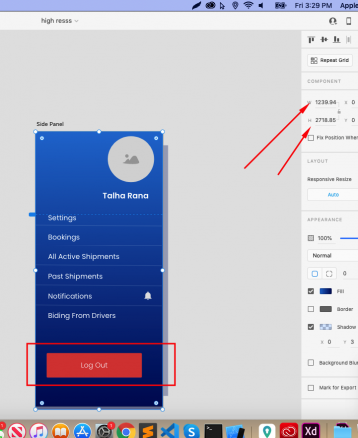 Fri 3:29 PM Apple
high resss
Repeat Grid
COMPONENT
Side Panel
W 1239.94 X 0
H 2718.85 Y 0
Fix Position When
Talha Rana
LAYOUT
Responsive Resize
Settings
Auto
Bookings
APPEARANCE
All Active Shipments
100%
Normal
Past Shipments
0
Notifications
Fill
Biding From Drivers
Border
Shadow
X 0 Y 3
Log Out
Background Blur
Mark for Export
Xd